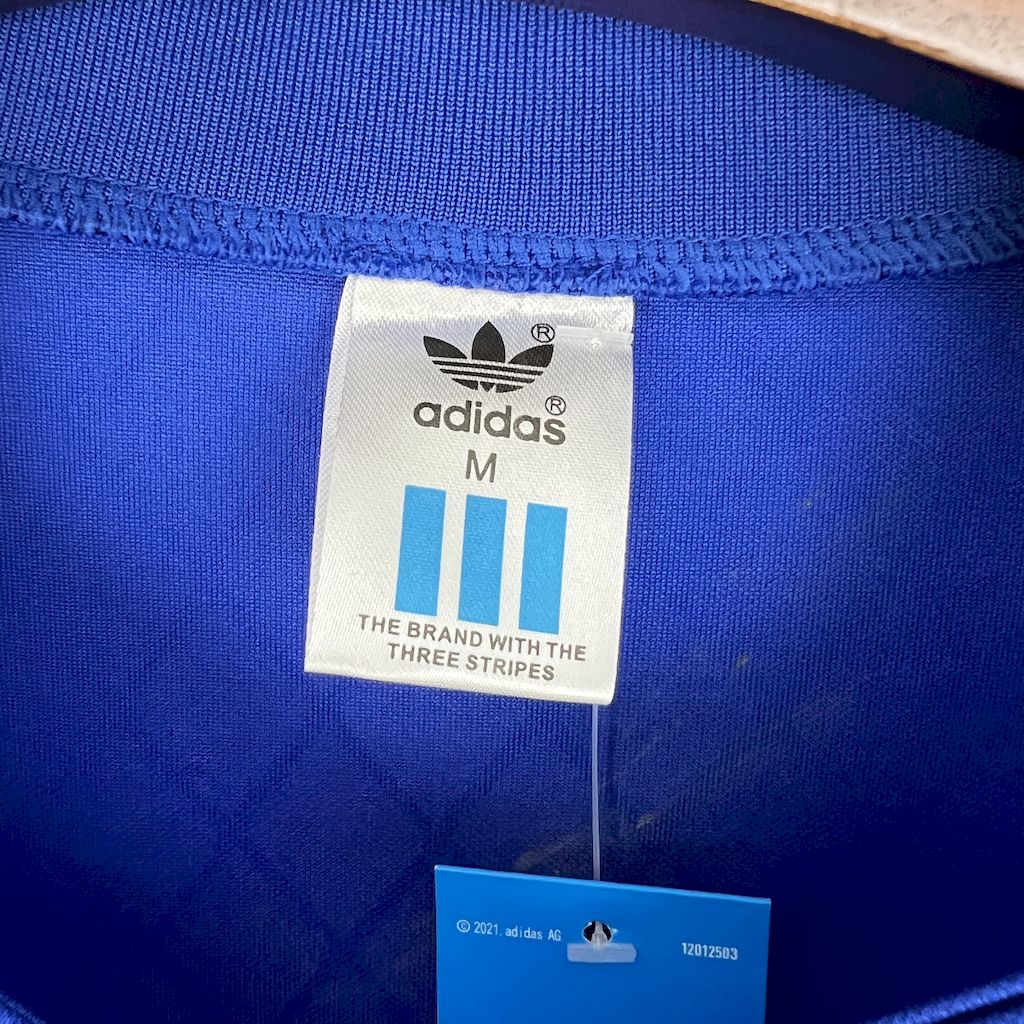 ®
adidas®
M
THE BRAND WITH THE
THREE STRIPES
© 2021, adidas AG
12012503